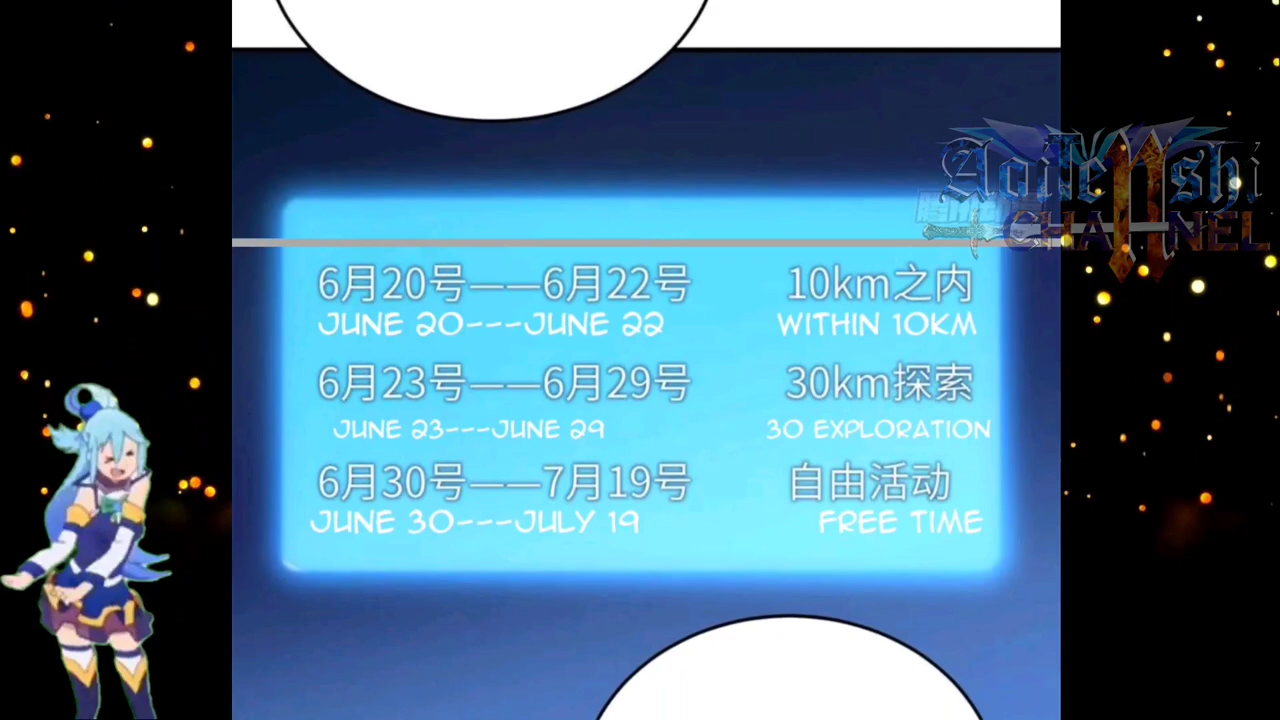 Aoitenshi
CHANNEL
6月20号——6月22号 10km之内
JUNE 20---JUNE 22 WITHIN 10KM
6月23号——6月29号 30km探索
JUNE 23---JUNE 29 30 EXPLORATION
6月30号——7月19号 自由活动
JUNE 30---JULY 19 FREE TIME